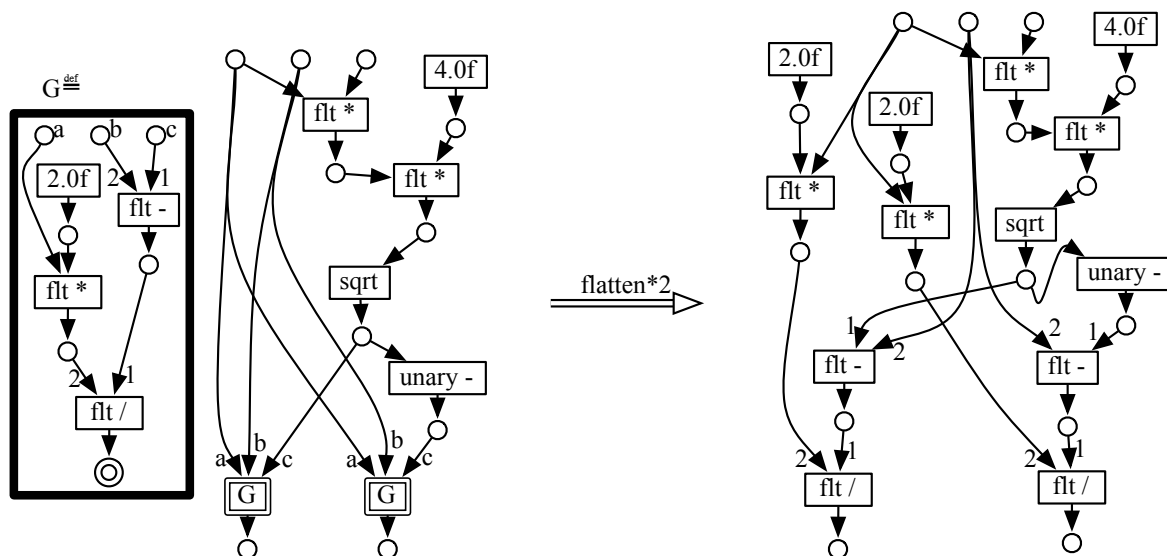 G def=
a b c
2.0f
2 1
flt -
flt *
2 1
flt /
4.0f
flt *
flt *
sqrt
unary -
a b c
G
a b c
G
flatten*2
2.0f
2.0f
4.0f
flt *
flt *
flt *
flt *
sqrt
unary -
1 2
flt -
2 1
flt -
2 1
flt /
2 1
flt /